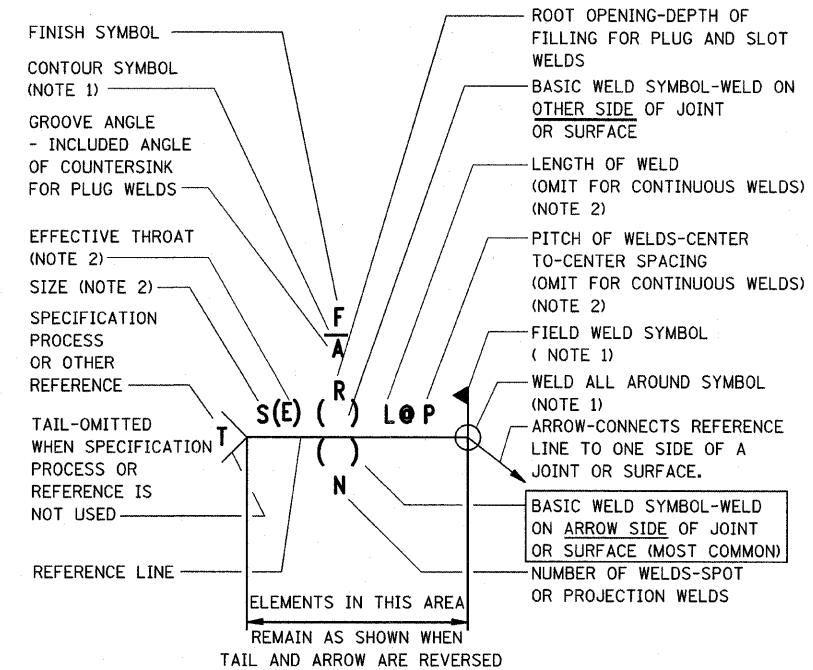 FINISH SYMBOL
CONTOUR SYMBOL
(NOTE 1)
GROOVE ANGLE
- INCLUDED ANGLE
OF COUNTERSINK
FOR PLUG WELDS
EFFECTIVE THROAT
(NOTE 2)
SIZE (NOTE 2)
SPECIFICATION
PROCESS
OR OTHER
REFERENCE
TAIL-OMITTED
WHEN SPECIFICATION
PROCESS OR
REFERENCE IS
NOT USED
REFERENCE LINE
F
A
R
T S(E) ( ) L@P
( )
N
ELEMENTS IN THIS AREA
REMAIN AS SHOWN WHEN
TAIL AND ARROW ARE REVERSED
ROOT OPENING-DEPTH OF
FILLING FOR PLUG AND SLOT
WELDS
BASIC WELD SYMBOL-WELD ON
OTHER SIDE OF JOINT
OR SURFACE
LENGTH OF WELD
(OMIT FOR CONTINUOUS WELDS)
(NOTE 2)
PITCH OF WELDS-CENTER
TO-CENTER SPACING
(OMIT FOR CONTINUOUS WELDS)
(NOTE 2)
FIELD WELD SYMBOL
( NOTE 1)
WELD ALL AROUND SYMBOL
(NOTE 1)
ARROW-CONNECTS REFERENCE
LINE TO ONE SIDE OF A
JOINT OR SURFACE.
BASIC WELD SYMBOL-WELD
ON ARROW SIDE OF JOINT
OR SURFACE (MOST COMMON)
NUMBER OF WELDS-SPOT
OR PROJECTION WELDS